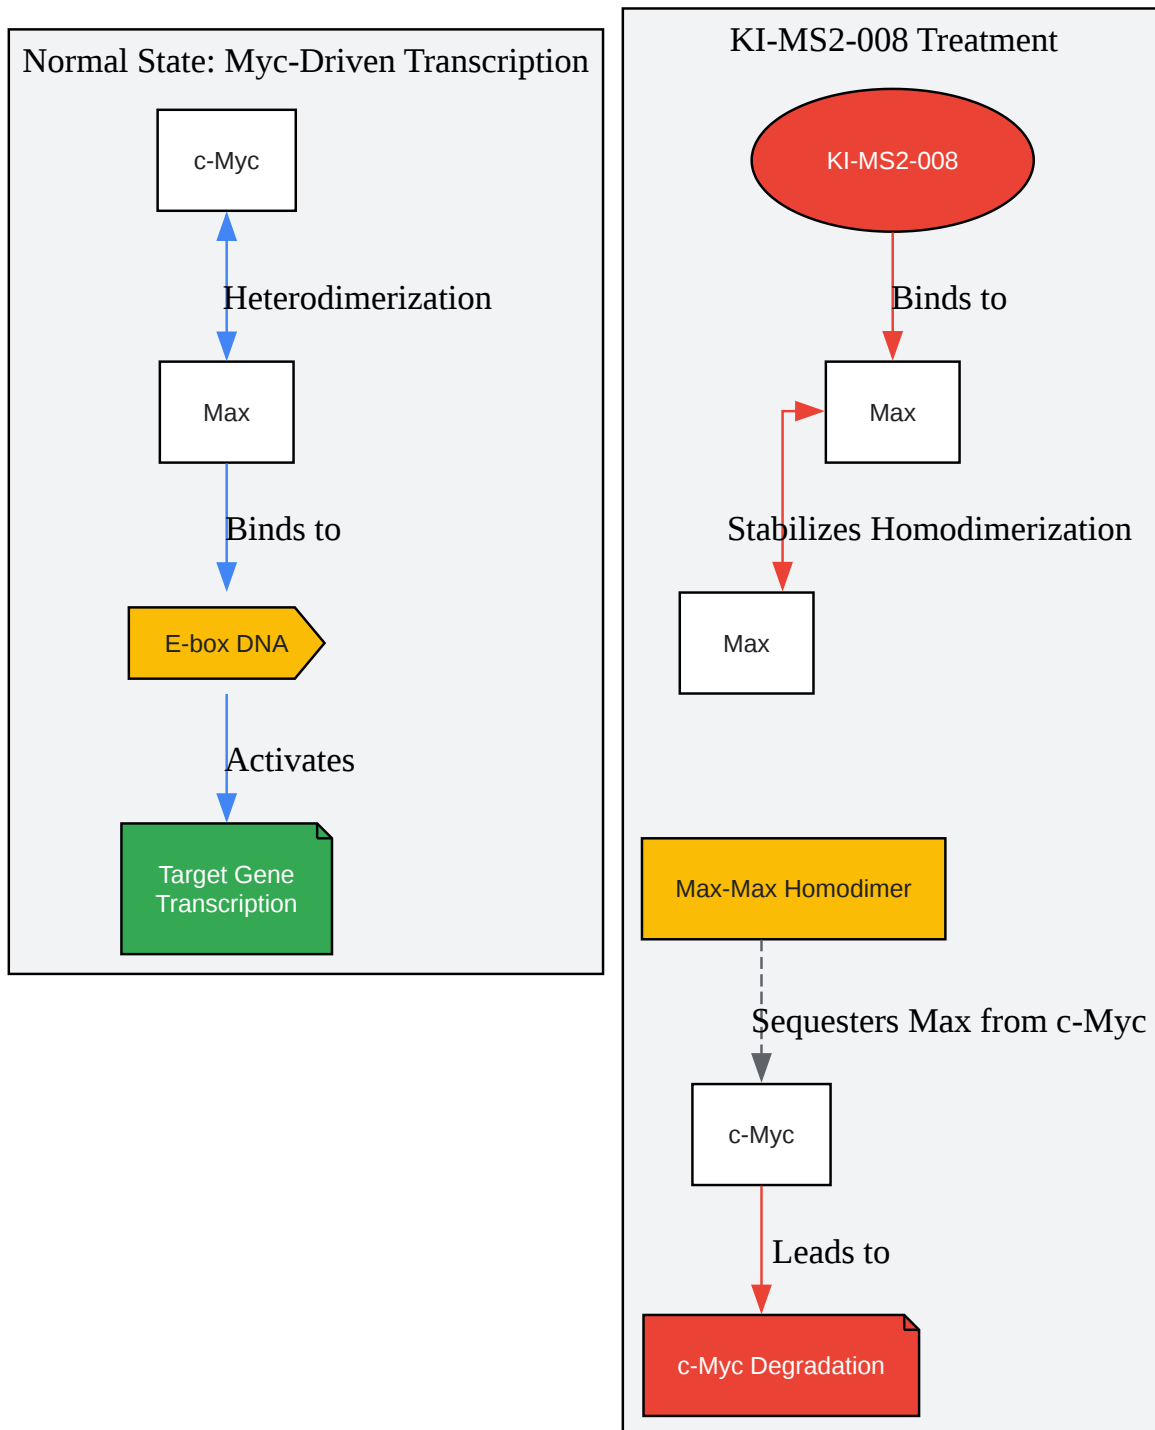 Normal State: Myc-Driven Transcription
c-Myc
Heterodimerization
Max
Binds to
E-box DNA
Activates
Target Gene
Transcription
KI-MS2-008 Treatment
KI-MS2-008
Binds to
Max
Stabilizes Homodimerization
Max
Max-Max Homodimer
Sequesters Max from c-Myc
c-Myc
Leads to
c-Myc Degradation